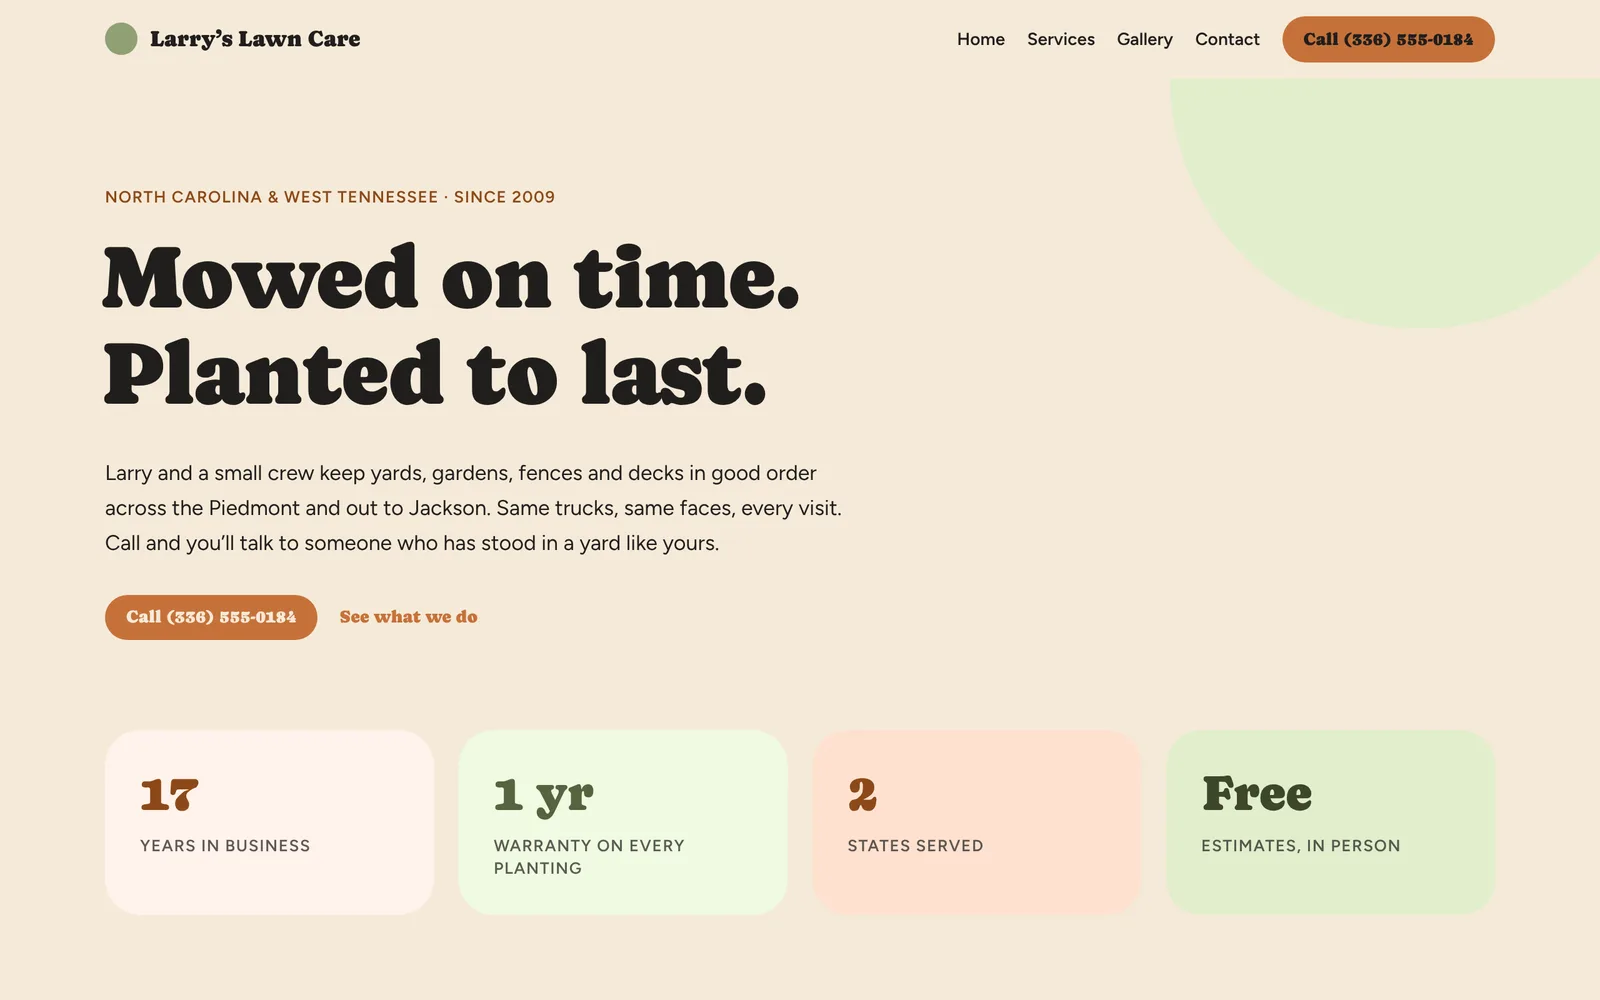 Larry’s Lawn Care
Home
Services
Gallery
Contact
Call (336) 555-0184
NORTH CAROLINA & WEST TENNESSEE · SINCE 2009
Mowed on time.
Planted to last.
Larry and a small crew keep yards, gardens, fences and decks in good order
across the Piedmont and out to Jackson. Same trucks, same faces, every visit.
Call and you’ll talk to someone who has stood in a yard like yours.
Call (336) 555-0184
See what we do
17
YEARS IN BUSINESS
1 yr
WARRANTY ON EVERY
PLANTING
2
STATES SERVED
Free
ESTIMATES, IN PERSON